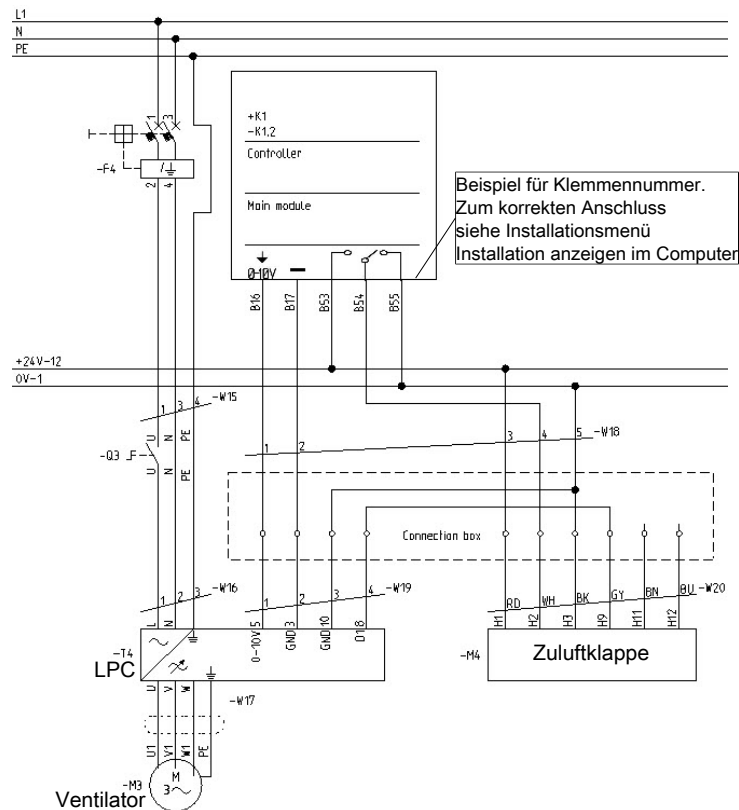 L1
N
PE
+K1
-K1.2
Controller
Main module
0-10V
Beispiel für Klemmennummer.
Zum korrekten Anschluss
siehe Installationsmenü
Installation anzeigen im Computer
1 3
-F4
2 4
B16 B17 B53 B54 B55
+24V-12
0V-1
1 3 4 -W15
U N PE
-Q3
U N PE
1 2 3 4 5 -W18
Connection box
1 2 3 -W16
1 2 3 4 -W19
RD WH BK GY BN BU -W20
L N
0-10V 5 GND 3 GND 10 D18
H1 H2 H3 H9 H11 H12
-T4
LPC
-M4
Zuluftklappe
U V W
-W17
U1 V1 W1 PE
-M3
M
3~
Ventilator